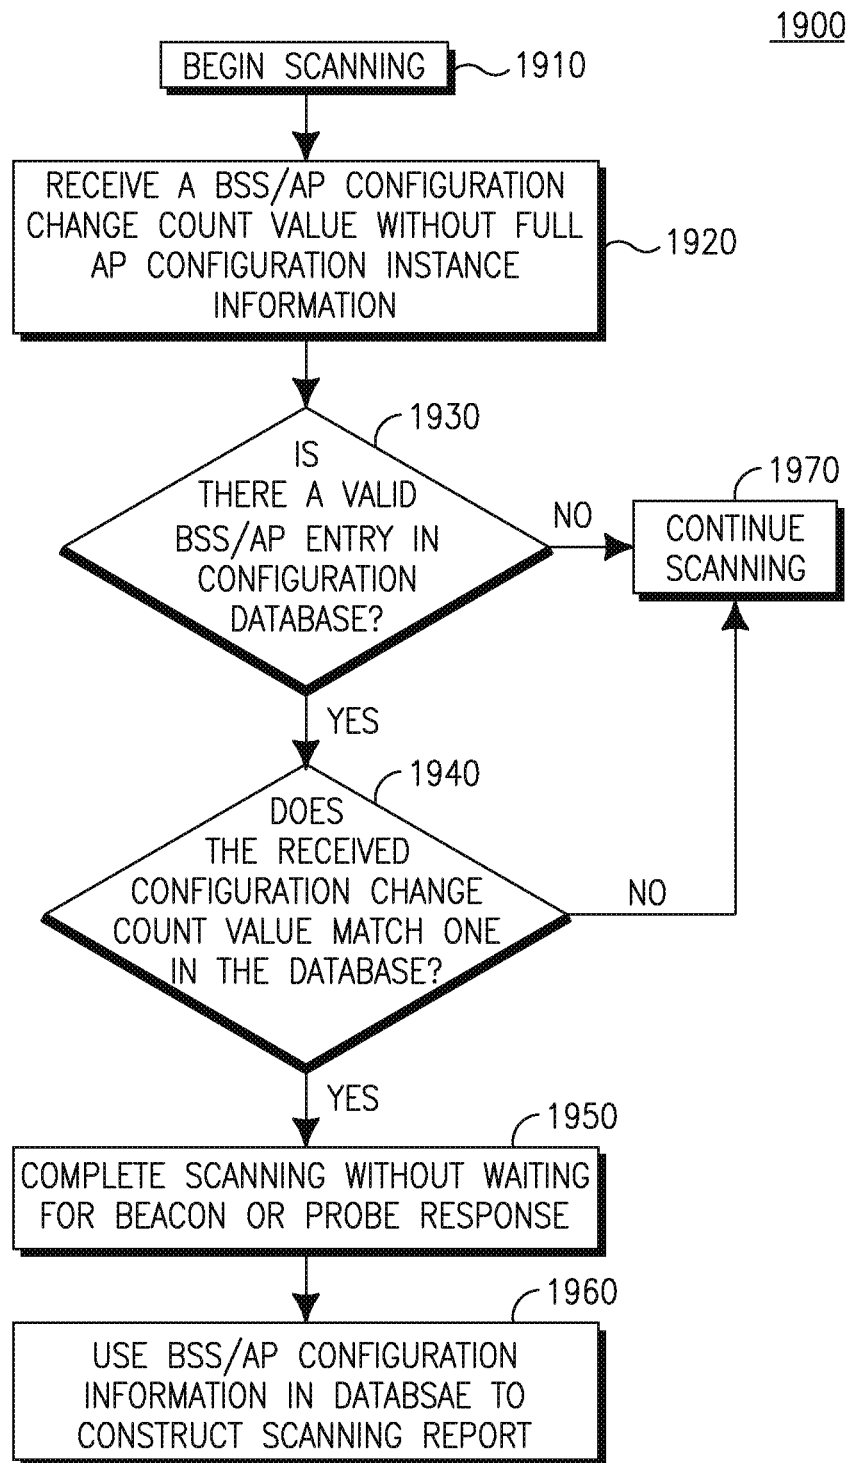 1900
BEGIN SCANNING
1910
RECEIVE A BSS/AP CONFIGURATION
CHANGE COUNT VALUE WITHOUT FULL
AP CONFIGURATION INSTANCE
INFORMATION
1920
1930
IS
THERE A VALID
BSS/AP ENTRY IN
CONFIGURATION
DATABASE?
NO
1970
CONTINUE
SCANNING
YES
1940
DOES
THE RECEIVED
CONFIGURATION CHANGE
COUNT VALUE MATCH ONE
IN THE DATABASE?
NO
YES
1950
COMPLETE SCANNING WITHOUT WAITING
FOR BEACON OR PROBE RESPONSE
1960
USE BSS/AP CONFIGURATION
INFORMATION IN DATABSAE TO
CONSTRUCT SCANNING REPORT